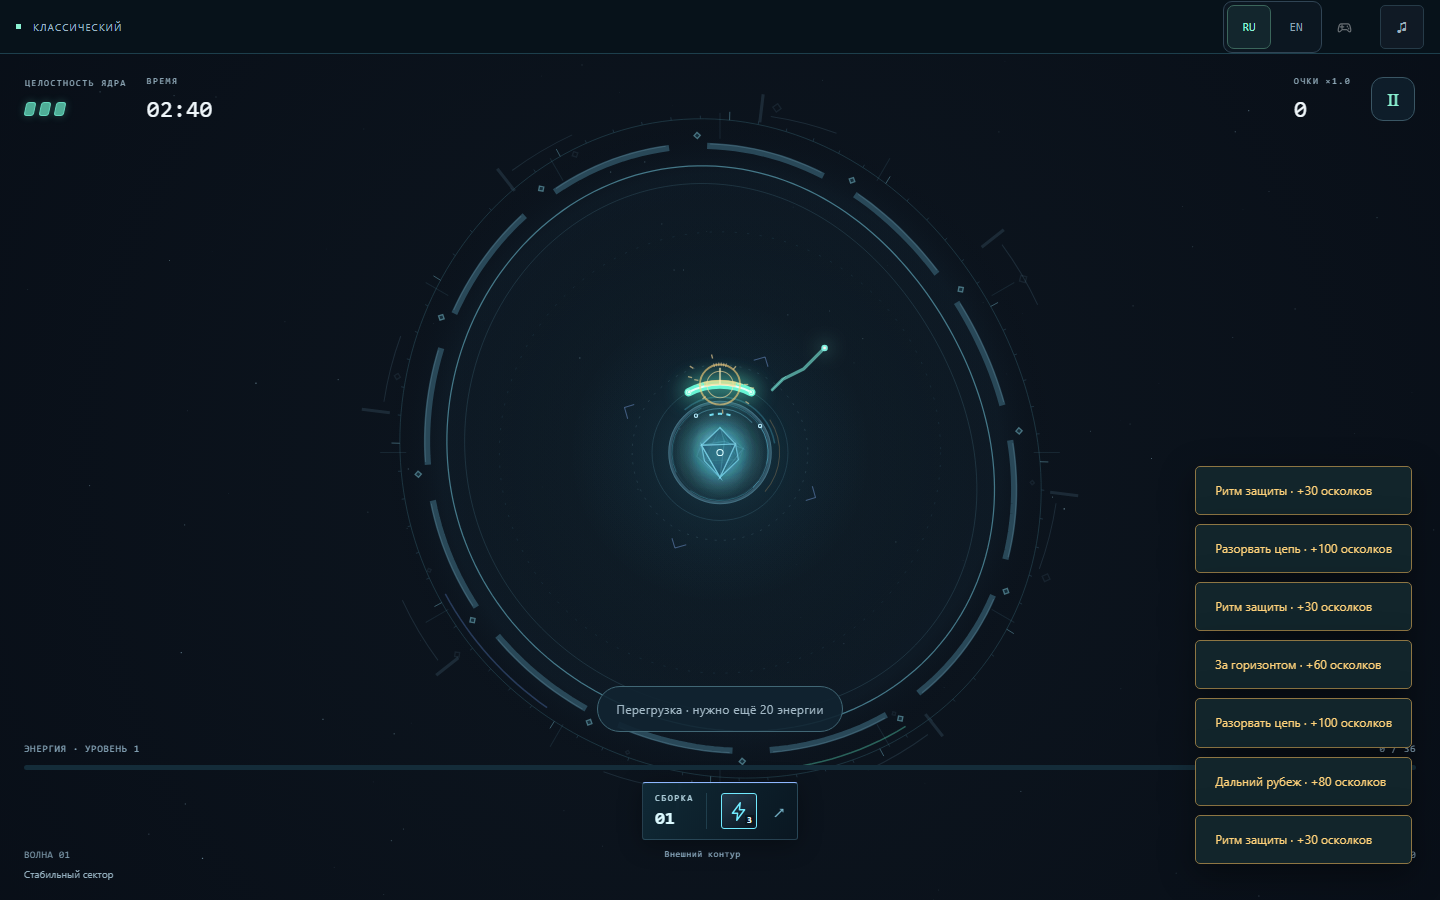 КЛАССИЧЕСКИЙ
RU
EN
ЦЕЛОСТНОСТЬ ЯДРА
ВРЕМЯ
02:40
ОЧКИ ×1.0
0
II
Ритм защиты · +30 осколков
Разорвать цепь · +100 осколков
Ритм защиты · +30 осколков
За горизонтом · +60 осколков
Разорвать цепь · +100 осколков
Дальний рубеж · +80 осколков
Ритм защиты · +30 осколков
Перегрузка · нужно ещё 20 энергии
ЭНЕРГИЯ · УРОВЕНЬ 1
0 / 36
СБОРКА
01
3
Внешний контур
ВОЛНА 01
Стабильный сектор